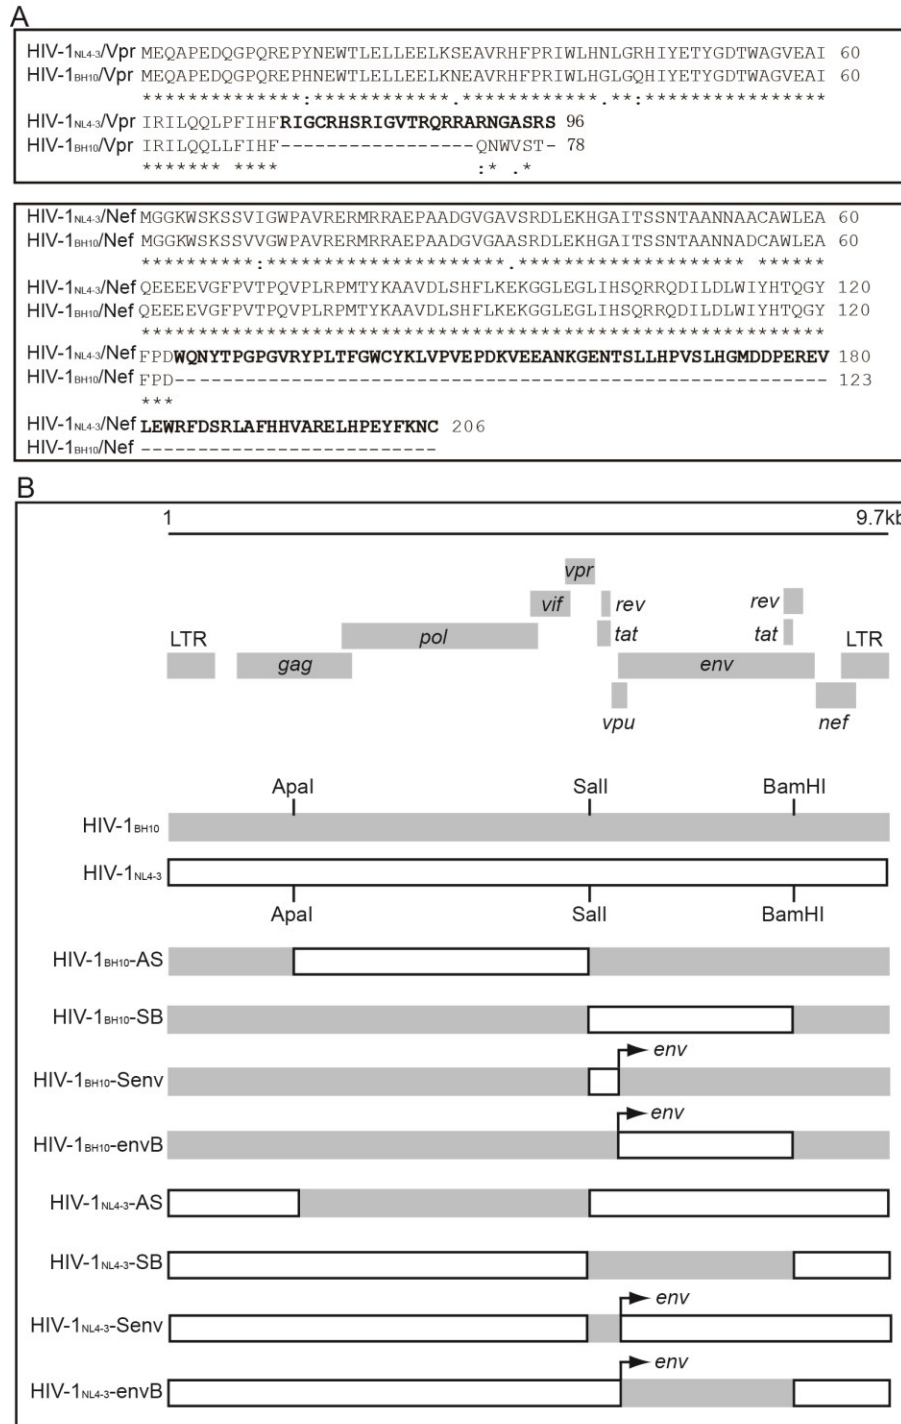 A
HIV-1NL4-3/Vpr MEQAPEDQGPQREPYNEWTLELLEELKSEAVRHFPRIWLHNLGRHIYETYGDTWAGVEAI 60
HIV-1BH10/Vpr MEQAPEDQGPQREPHNEWTLELLEELKNEAVRHFPRIWLHGLGQHIYETYGDTWAGVEAI 60
**************:************.************.**:****************
HIV-1NL4-3/Vpr IRILQQLPFIHFRIGCRHSRIGVTRQRRARNGASRS 96
HIV-1BH10/Vpr IRILQQLLFIHF-----------------QNWVST- 78
******* **** :* .*
HIV-1NL4-3/Nef MGGKWSKSSVIGWPAVRERMRRAEPAADGVGAVSRDLEKHGAITSSNTAANNAACAWLEA 60
HIV-1BH10/Nef MGGKWSKSSVVGWPAVRERMRRAEPAADGVGAASRDLEKHGAITSSNTAANNADCAWLEA 60
**********:*********************.******************** ******
HIV-1NL4-3/Nef QEEEEVGFPVTPQVPLRPMTYKAAVDLSHFLKEKGGLEGLIHSQRRQDILDLWIYHTQGY 120
HIV-1BH10/Nef QEEEEVGFPVTPQVPLRPMTYKAAVDLSHFLKEKGGLEGLIHSQRRQDILDLWIYHTQGY 120
************************************************************
HIV-1NL4-3/Nef FPDWQNYTPGPGVRYPLTFGWCYKLVPVEPDKVEEANKGENTSLLHPVSLHGMDDPEREV 180
HIV-1BH10/Nef FPD--------------------------------------------------------- 123
***
HIV-1NL4-3/Nef LEWRFDSRLAFHHVARELHPEYFKNC 206
HIV-1BH10/Nef --------------------------
B
1 9.7kb
vpr
vif rev rev
LTR pol tat tat LTR
gag env
vpu nef
ApaI SalI BamHI
HIV-1BH10
HIV-1NL4-3
ApaI SalI BamHI
HIV-1BH10-AS
HIV-1BH10-SB
env
HIV-1BH10-Senv
env
HIV-1BH10-envB
HIV-1NL4-3-AS
HIV-1NL4-3-SB
env
HIV-1NL4-3-Senv
env
HIV-1NL4-3-envB